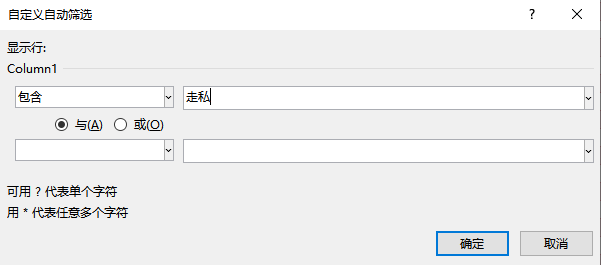 自定义自动筛选 ?
显示行:
Column1
包含 走私
与(A) 或(O)
可用 ? 代表单个字符
用 * 代表任意多个字符
确定 取消